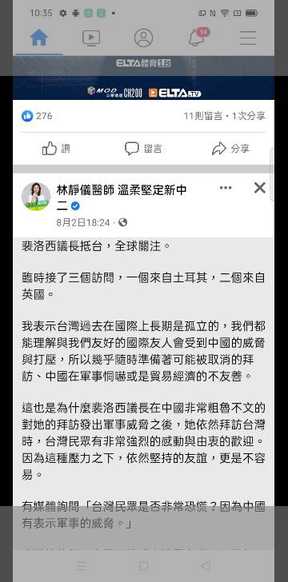 10:35
14
ELTA體育1台
MOD CH200 ELTA.TV
276
11則留言・1次分享
讚
留言
分享
林靜儀醫師 溫柔堅定新中
二
8月2日18:24
裴洛西議長抵台，全球關注。
臨時接了三個訪問，一個來自土耳其，二個來自
英國。
我表示台灣過去在國際上長期是孤立的，我們都
能理解與我們友好的國際友人會受到中國的威脅
與打壓，所以幾乎隨時準備著可能被取消的拜
訪、中國在軍事恫嚇或是貿易經濟的不友善。
這也是為什麼裴洛西議長在中國非常粗魯不文的
對她的拜訪發出軍事威脅之後，她依然拜訪台灣
時，台灣民眾有非常強烈的感動與由衷的歡迎。
因為這種壓力之下，依然堅持的友誼，更是不容
易。
有媒體詢問「台灣民眾是否非常恐慌？因為中國
有表示軍事的威脅。」